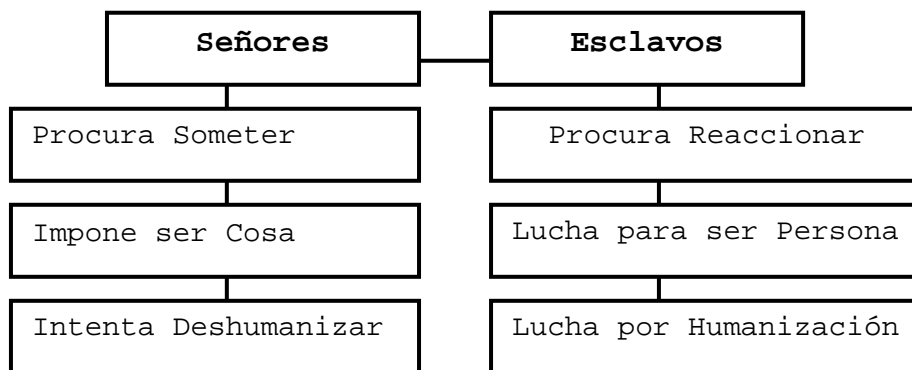 Señores
Esclavos
Procura Someter
Procura Reaccionar
Impone ser Cosa
Lucha para ser Persona
Intenta Deshumanizar
Lucha por Humanización